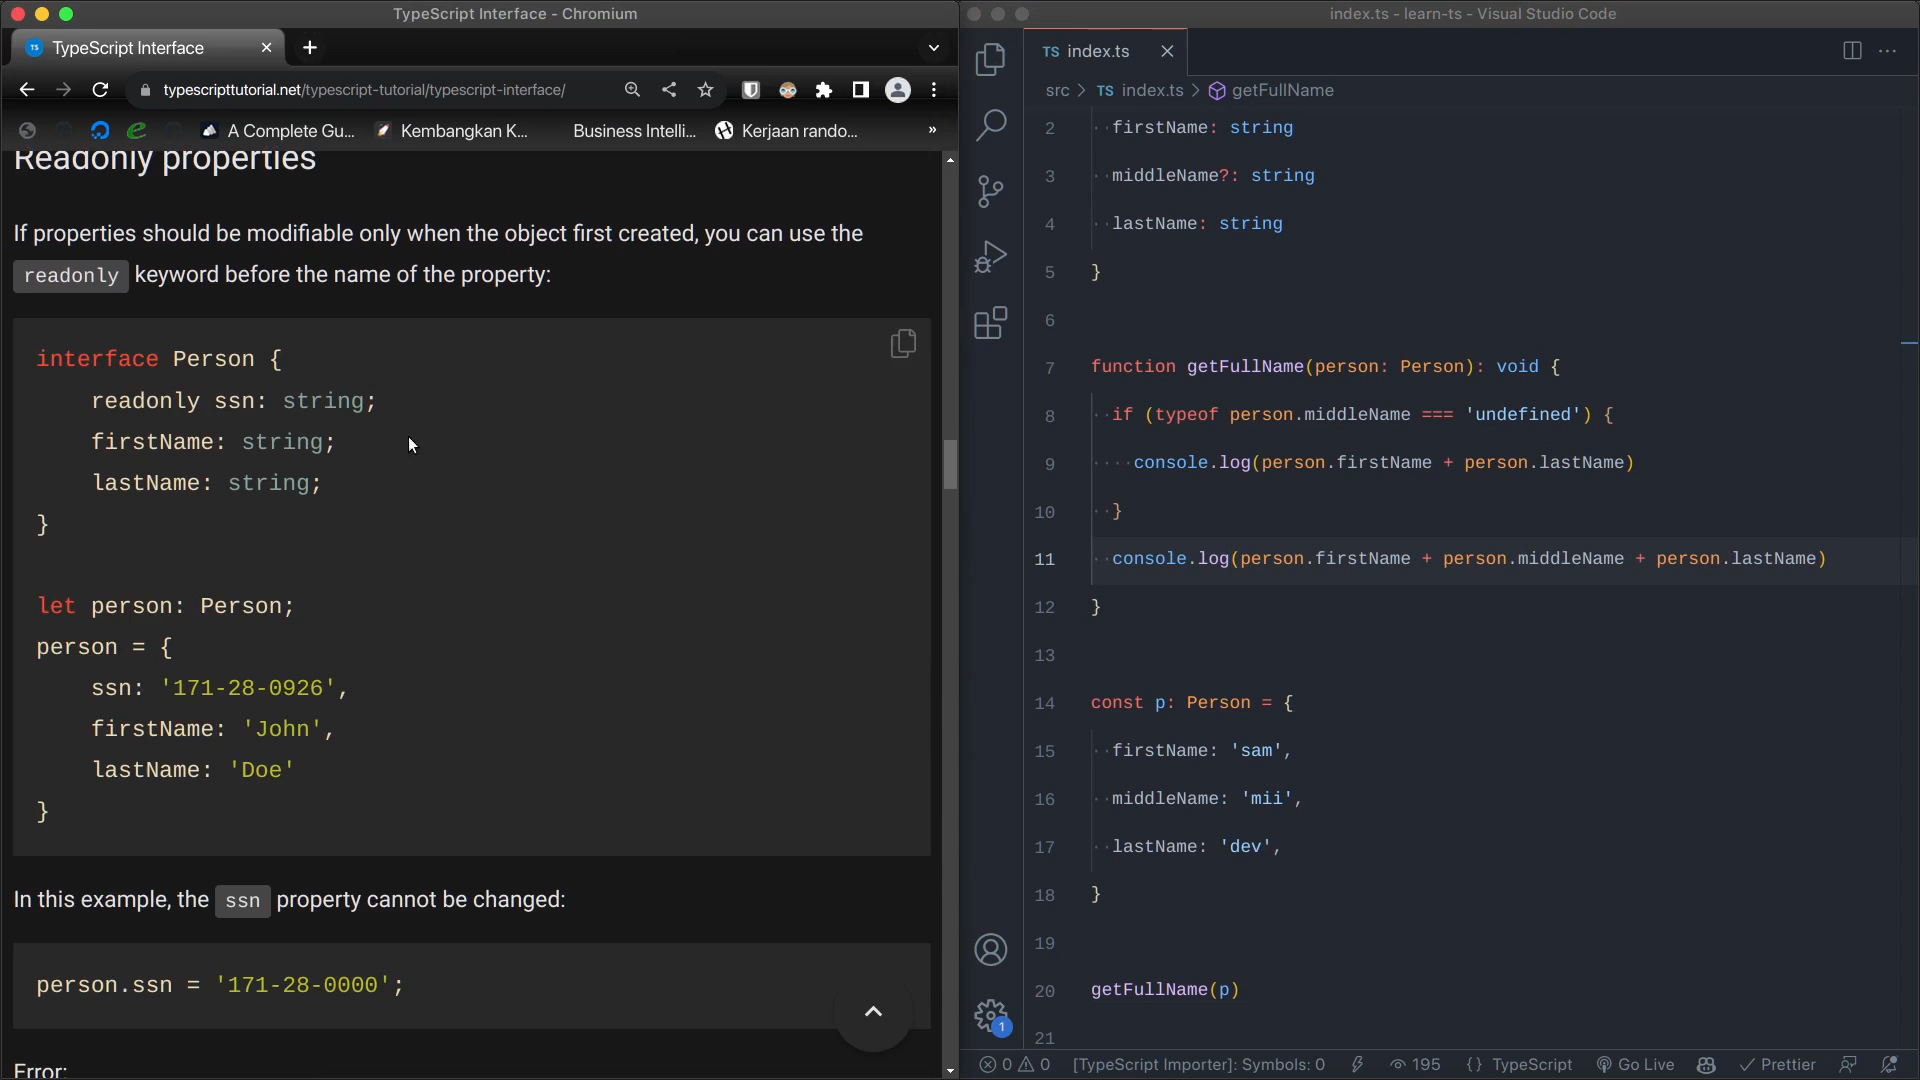 TypeScript Interface - Chromium
TypeScript Interface
typescripttutorial.net/typescript-tutorial/typescript-interface/
A Complete Gu...
Kembangkan K...
Business Intelli...
Kerjaan rando...
»
Readonly properties
If properties should be modifiable only when the object first created, you can use the
readonly keyword before the name of the property:
interface Person {
readonly ssn: string;
firstName: string;
lastName: string;
}
let person: Person;
person = {
ssn: '171-28-0926',
firstName: 'John',
lastName: 'Doe'
}
In this example, the ssn property cannot be changed:
person.ssn = '171-28-0000';
Error:
index.ts - learn-ts - Visual Studio Code
TS index.ts
src > TS index.ts > getFullName
2 firstName: string
3 middleName?: string
4 lastName: string
5 }
6
7 function getFullName(person: Person): void {
8 if (typeof person.middleName === 'undefined') {
9 console.log(person.firstName + person.lastName)
10 }
11 console.log(person.firstName + person.middleName + person.lastName)
12 }
13
14 const p: Person = {
15 firstName: 'sam',
16 middleName: 'mii',
17 lastName: 'dev',
18 }
19
20 getFullName(p)
21
1
0 0 [TypeScript Importer]: Symbols: 0 195 {} TypeScript Go Live Prettier